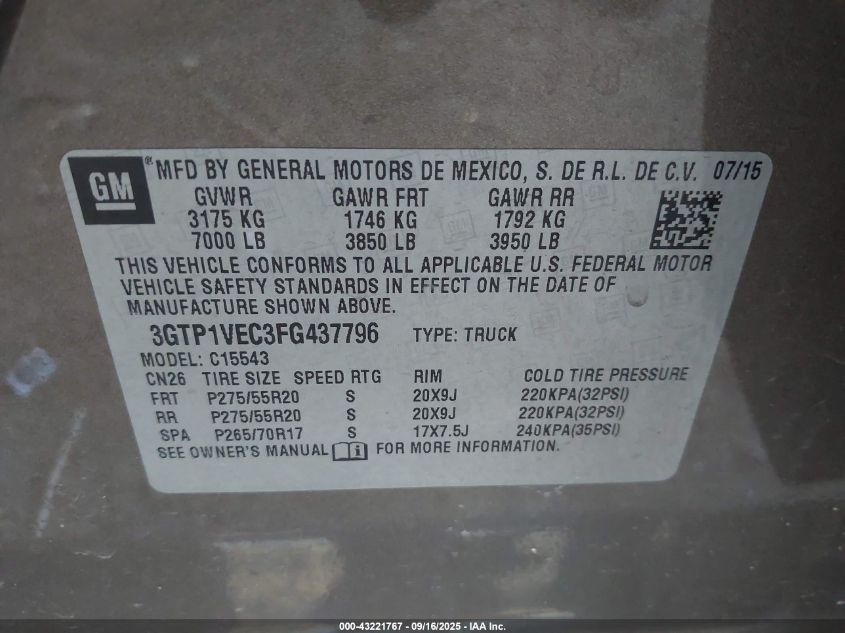 GM ® MFD BY GENERAL MOTORS DE MEXICO, S. DE R.L. DE C.V. 07/15
GVWR GAWR FRT GAWR RR
3175 KG 1746 KG 1792 KG
7000 LB 3850 LB 3950 LB
THIS VEHICLE CONFORMS TO ALL APPLICABLE U.S. FEDERAL MOTOR
VEHICLE SAFETY STANDARDS IN EFFECT ON THE DATE OF
MANUFACTURE SHOWN ABOVE.
3GTP1VEC3FG437796 TYPE: TRUCK
MODEL: C15543
CN26 TIRE SIZE SPEED RTG RIM COLD TIRE PRESSURE
FRT P275/55R20 S 20X9J 220KPA(32PSI)
RR P275/55R20 S 20X9J 220KPA(32PSI)
SPA P265/70R17 S 17X7.5J 240KPA(35PSI)
SEE OWNER'S MANUAL i FOR MORE INFORMATION.
000-43221767 - 09/16/2025 - IAA Inc.